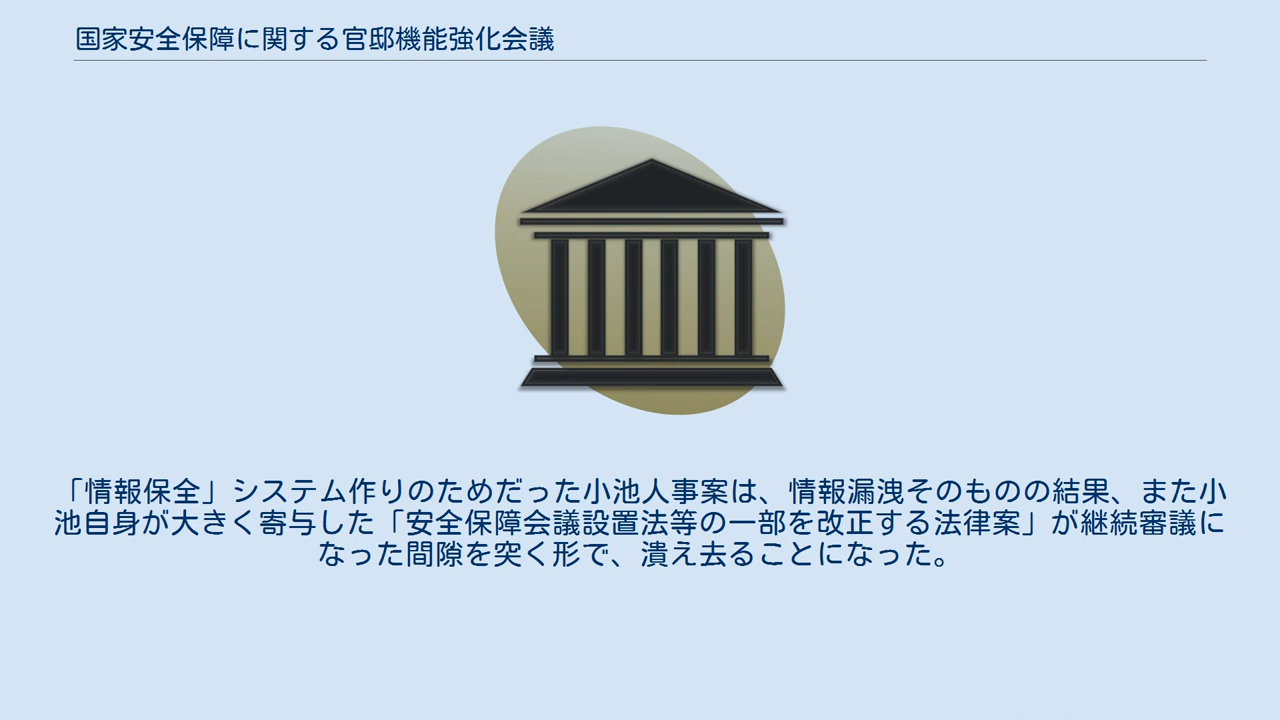 国家安全保障に関する官邸機能強化会議
「情報保全」システム作りのためだった小池人事案は、情報漏洩そのものの結果、また小
池自身が大きく寄与した「安全保障会議設置法等の一部を改正する法律案」が継続審議に
なった間隙を突く形で、潰え去ることになった。